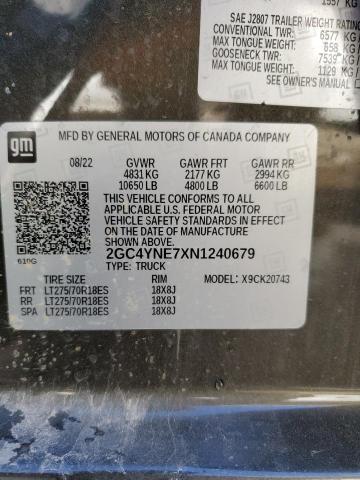 1557 KG
SAE J2807 TRAILER WEIGHT RATING
CONVENTIONAL TWR: 6577 KG /
MAX TONGUE WEIGHT: 658 KG /
GOOSENECK TWR: 7539 KG /
MAX TONGUE WEIGHT: 1129 KG /
SEE OWNER'S MANUAL
gm
MFD BY GENERAL MOTORS OF CANADA COMPANY
08/22 GVWR GAWR FRT GAWR RR
4831 KG 2177 KG 2994 KG
10650 LB 4800 LB 6600 LB
THIS VEHICLE CONFORMS TO ALL
APPLICABLE U.S. FEDERAL MOTOR
VEHICLE SAFETY STANDARDS IN
EFFECT ON THE DATE OF
MANUFACTURE SHOWN ABOVE.
2GC4YNE7XN1240679
610G
TYPE: TRUCK
TIRE SIZE RIM MODEL: X9CK20743
FRT LT275/70R18ES 18X8J
RR LT275/70R18ES 18X8J
SPA LT275/70R18ES 18X8J